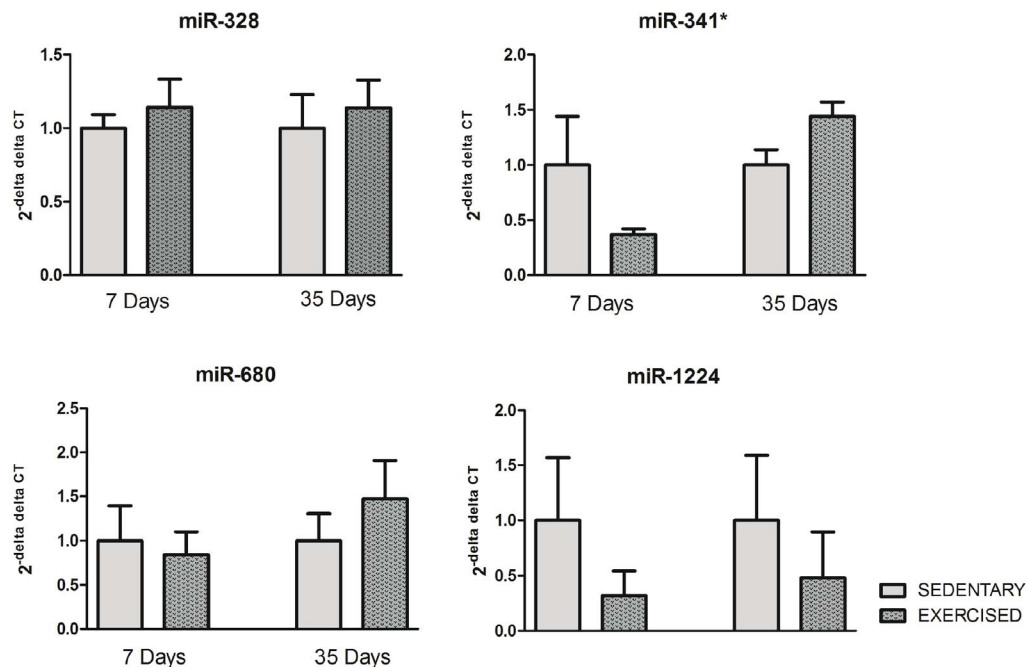 miR-328
2-delta delta CT
1.5
1.0
0.5
0.0
7 Days
35 Days
miR-341*
2-delta delta CT
2.0
1.5
1.0
0.5
0.0
7 Days
35 Days
miR-680
2-delta delta CT
2.5
2.0
1.5
1.0
0.5
0.0
7 Days
35 Days
miR-1224
2-delta delta CT
2.0
1.5
1.0
0.5
0.0
SEDENTARY
EXERCISED